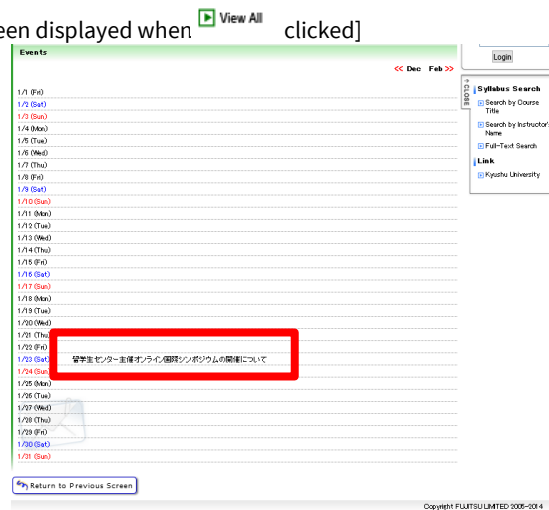 een displayed when View All clicked]
Events
Login
<< Dec Feb >>
CLOSE
Syllabus Search
Search by Course
Title
Search by Instructor's
Name
Full-Text Search
Link
Kyushu University
1/1 (Fri)
1/2 (Sat)
1/3 (Sun)
1/4 (Mon)
1/5 (Tue)
1/6 (Wed)
1/7 (Thu)
1/8 (Fri)
1/9 (Sat)
1/10 (Sun)
1/11 (Mon)
1/12 (Tue)
1/13 (Wed)
1/14 (Thu)
1/15 (Fri)
1/16 (Sat)
1/17 (Sun)
1/18 (Mon)
1/19 (Tue)
1/20 (Wed)
1/21 (Thu)
1/22 (Fri)
1/23 (Sat) 留学生センター主催オンライン国際シンポジウムの開催について
1/24 (Sun)
1/25 (Mon)
1/26 (Tue)
1/27 (Wed)
1/28 (Thu)
1/29 (Fri)
1/30 (Sat)
1/31 (Sun)
Return to Previous Screen
Copyright FUJITSU LIMITED 2005-2014